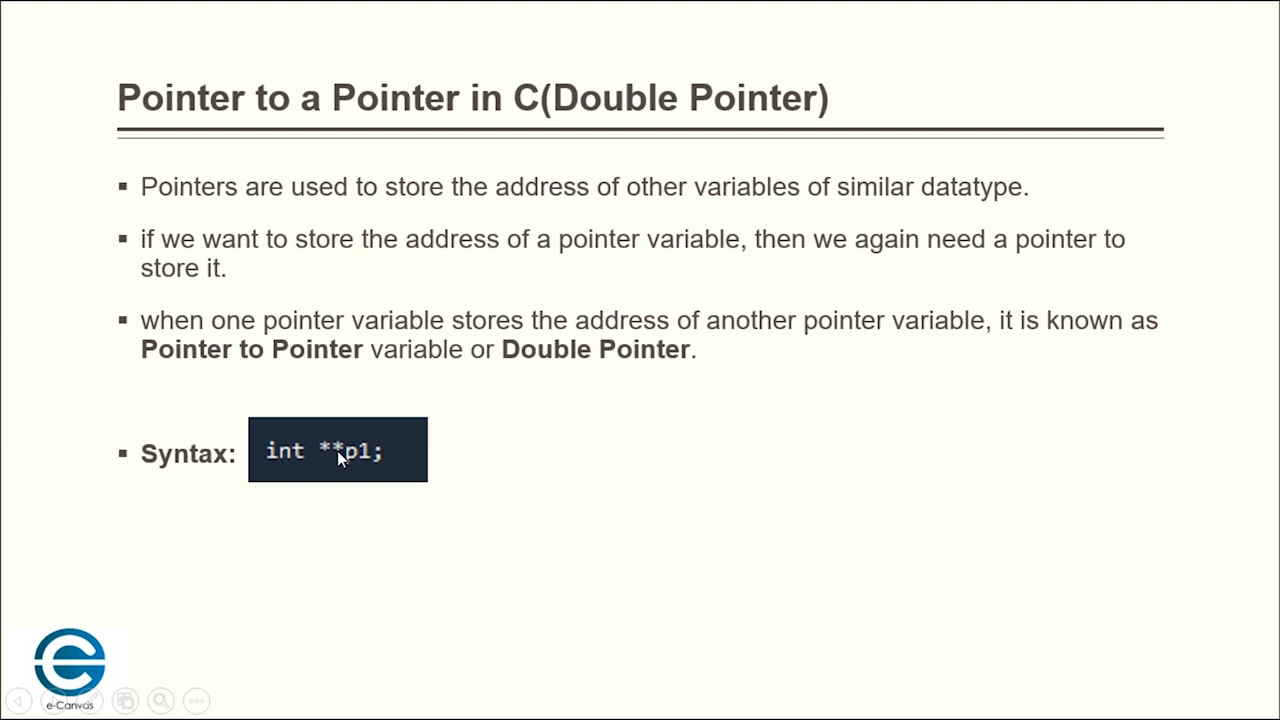 Pointer to a Pointer in C(Double Pointer)
▪ Pointers are used to store the address of other variables of similar datatype.
▪ if we want to store the address of a pointer variable, then we again need a pointer to
store it.
▪ when one pointer variable stores the address of another pointer variable, it is known as
Pointer to Pointer variable or Double Pointer.
▪ Syntax: int **p1;
e-Canvas